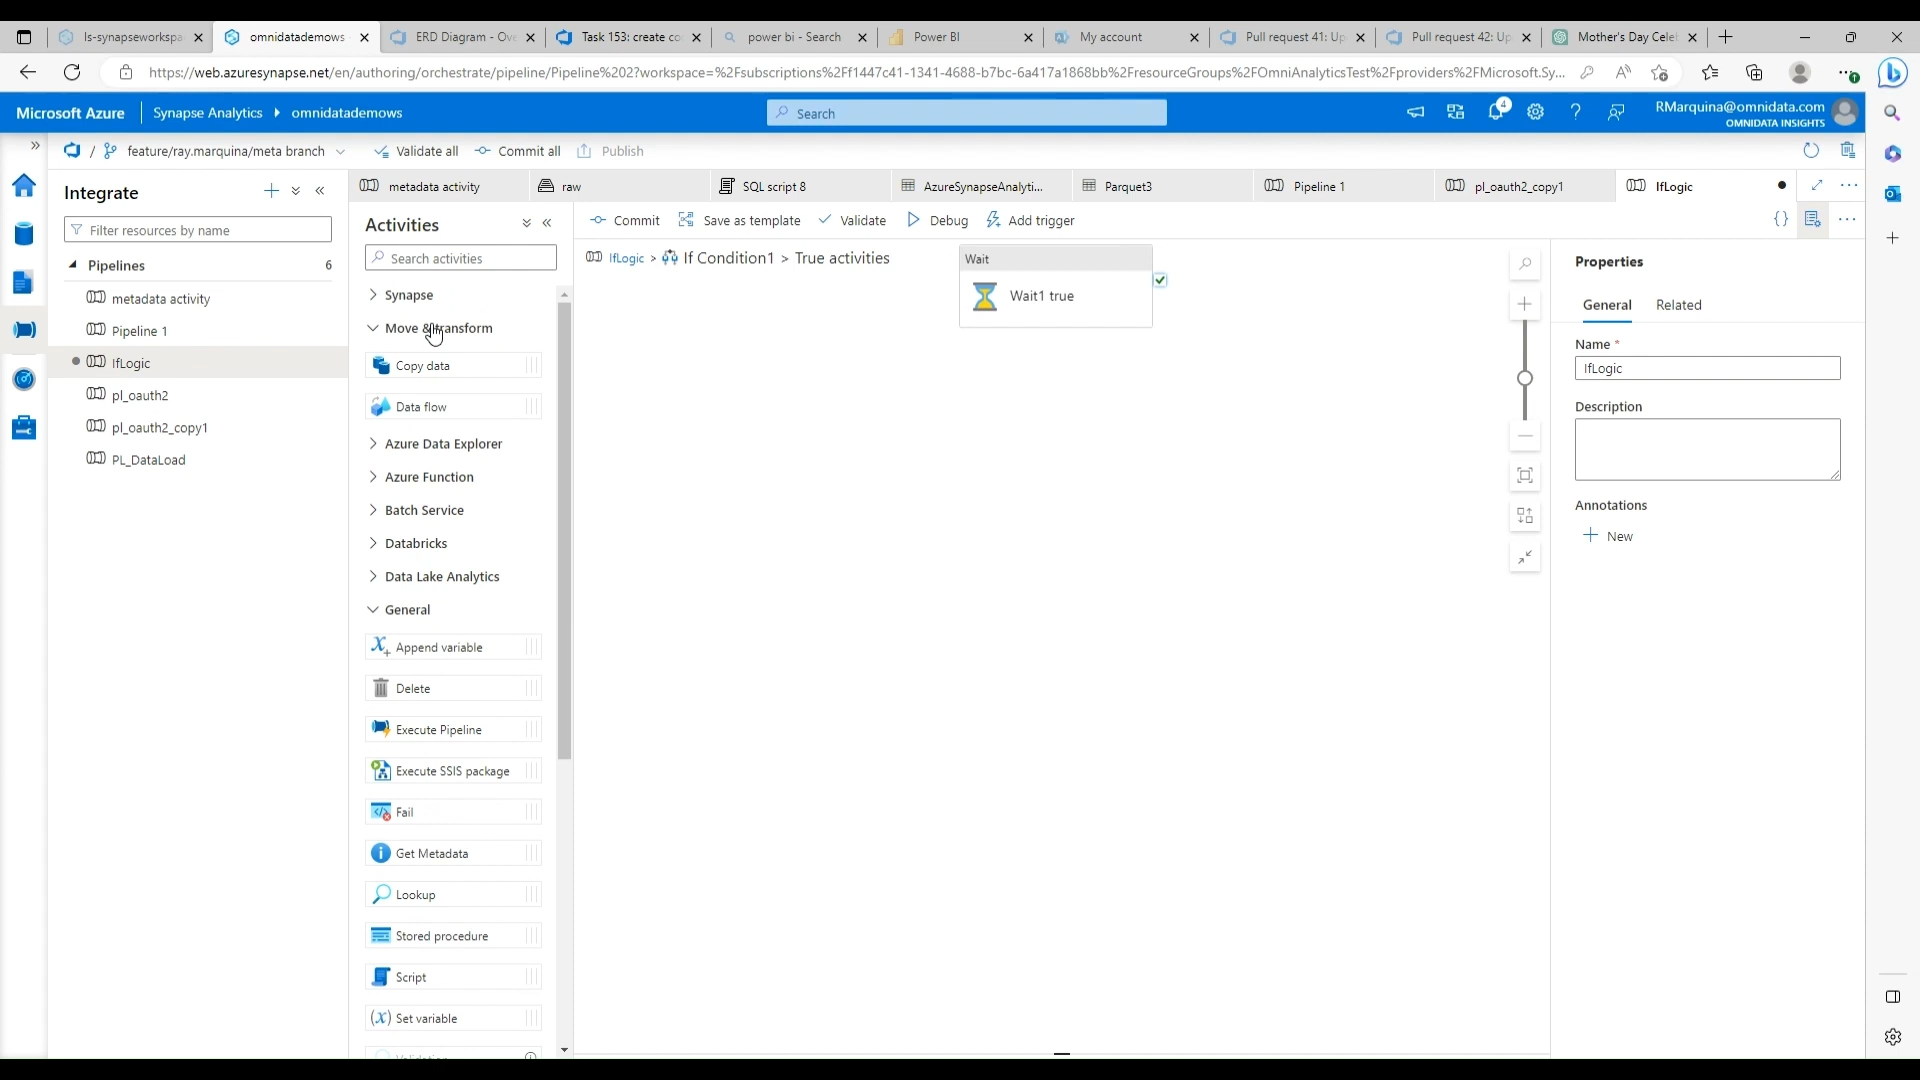 ls-synapseworkspa
omnidatademows
ERD Diagram - Ove
Task 153: create co
power bi - Search
Power BI
My account
Pull request 41: Up
Pull request 42: Up
Mother's Day Cele
https://web.azuresynapse.net/en/authoring/orchestrate/pipeline/Pipeline%202?workspace=%2Fsubscriptions%2Ff1447c41-1341-4688-b7bc-6a417a1868bb%2FresourceGroups%2FOmniAnalyticsTest%2Fproviders%2FMicrosoft.Sy...
Microsoft Azure
Synapse Analytics
omnidatademows
Search
4
RMarquina@omnidata.com
OMNIDATA INSIGHTS
/ feature/ray.marquina/meta branch
Validate all
Commit all
Publish
Integrate
Filter resources by name
Pipelines 6
metadata activity
Pipeline 1
IfLogic
pl_oauth2
pl_oauth2_copy1
PL_DataLoad
metadata activity
raw
SQL script 8
AzureSynapseAnalyti...
Parquet3
Pipeline 1
pl_oauth2_copy1
IfLogic
Activities
Search activities
Synapse
Move & transform
Copy data
Data flow
Azure Data Explorer
Azure Function
Batch Service
Databricks
Data Lake Analytics
General
Append variable
Delete
Execute Pipeline
Execute SSIS package
Fail
Get Metadata
Lookup
Stored procedure
Script
Set variable
Commit
Save as template
Validate
Debug
Add trigger
IfLogic > If Condition1 > True activities
Wait
Wait1 true
Properties
General
Related
Name *
IfLogic
Description
Annotations
New